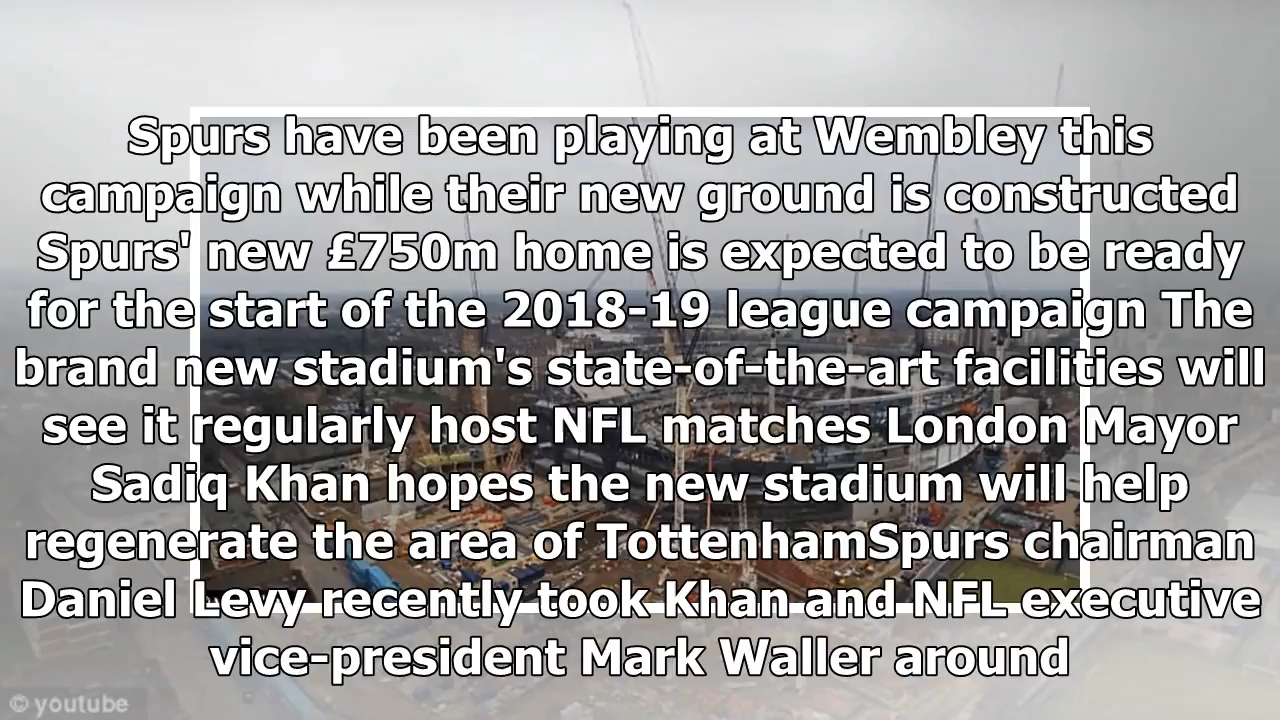 Spurs have been playing at Wembley this
campaign while their new ground is constructed
Spurs' new £750m home is expected to be ready
for the start of the 2018-19 league campaign The
brand new stadium's state-of-the-art facilities will
see it regularly host NFL matches London Mayor
Sadiq Khan hopes the new stadium will help
regenerate the area of TottenhamSpurs chairman
Daniel Levy recently took Khan and NFL executive
vice-president Mark Waller around
© youtube